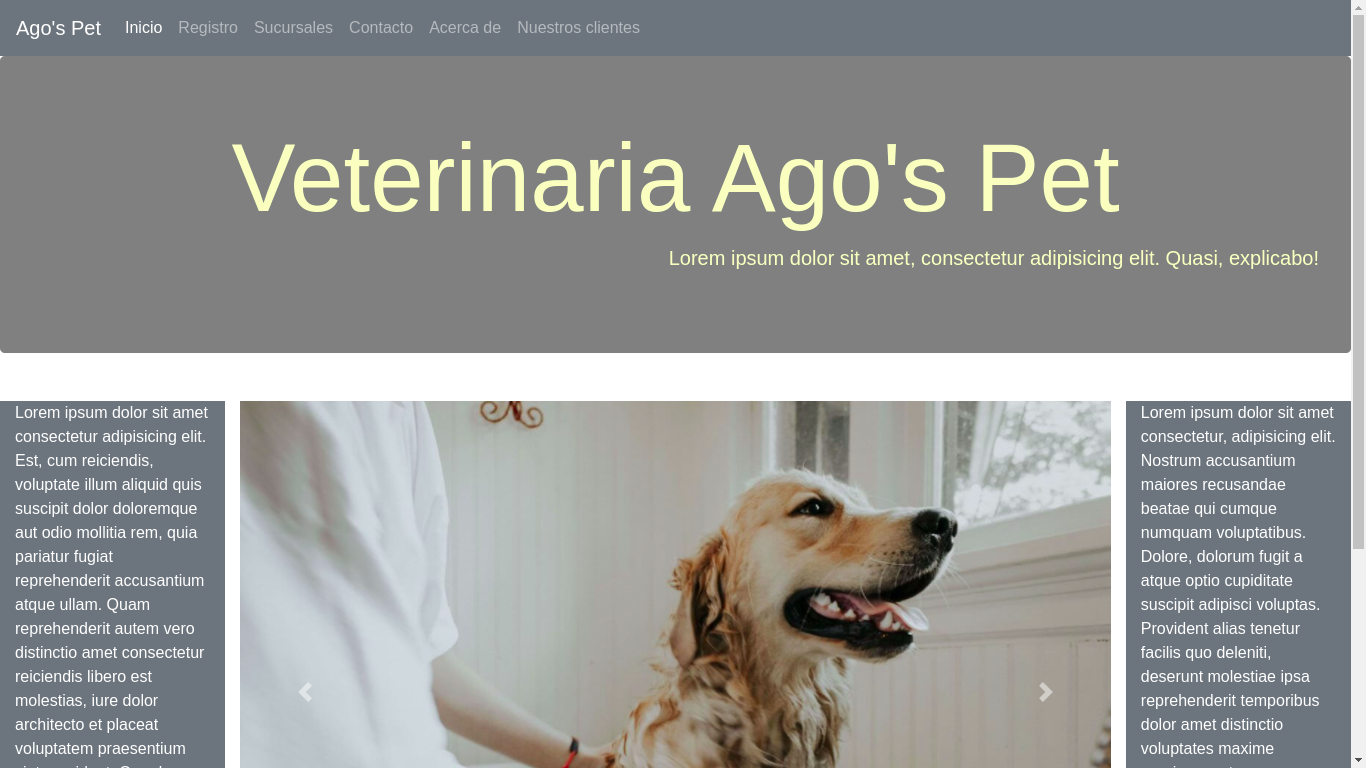 Ago's Pet Inicio Registro Sucursales Contacto Acerca de Nuestros clientes
Veterinaria Ago's Pet
Lorem ipsum dolor sit amet, consectetur adipisicing elit. Quasi, explicabo!
Lorem ipsum dolor sit amet
consectetur adipisicing elit.
Est, cum reiciendis,
voluptate illum aliquid quis
suscipit dolor doloremque
aut odio mollitia rem, quia
pariatur fugiat
reprehenderit accusantium
atque ullam. Quam
reprehenderit autem vero
distinctio amet consectetur
reiciendis libero est
molestias, iure dolor
architecto et placeat
voluptatem praesentium
Lorem ipsum dolor sit amet
consectetur, adipisicing elit.
Nostrum accusantium
maiores recusandae
beatae qui cumque
numquam voluptatibus.
Dolore, dolorum fugit a
atque optio cupiditate
suscipit adipisci voluptas.
Provident alias tenetur
facilis quo deleniti,
deserunt molestiae ipsa
reprehenderit temporibus
dolor amet distinctio
voluptates maxime